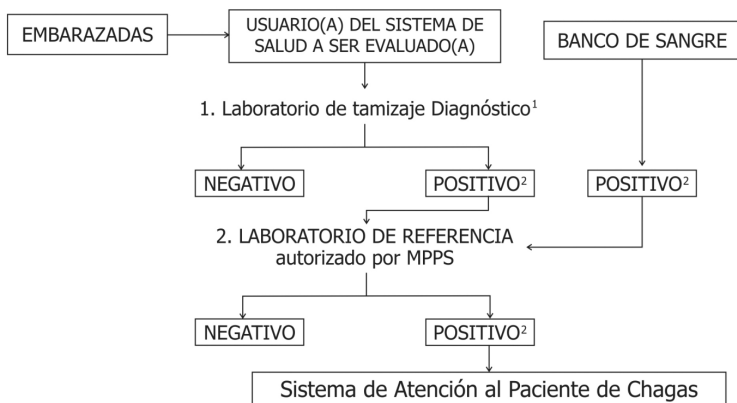 EMBARAZADAS
USUARIO(A) DEL SISTEMA DE
SALUD A SER EVALUADO(A)
BANCO DE SANGRE
1. Laboratorio de tamizaje Diagnóstico¹
NEGATIVO
POSITIVO²
POSITIVO²
2. LABORATORIO DE REFERENCIA
autorizado por MPPS
NEGATIVO
POSITIVO²
Sistema de Atención al Paciente de Chagas